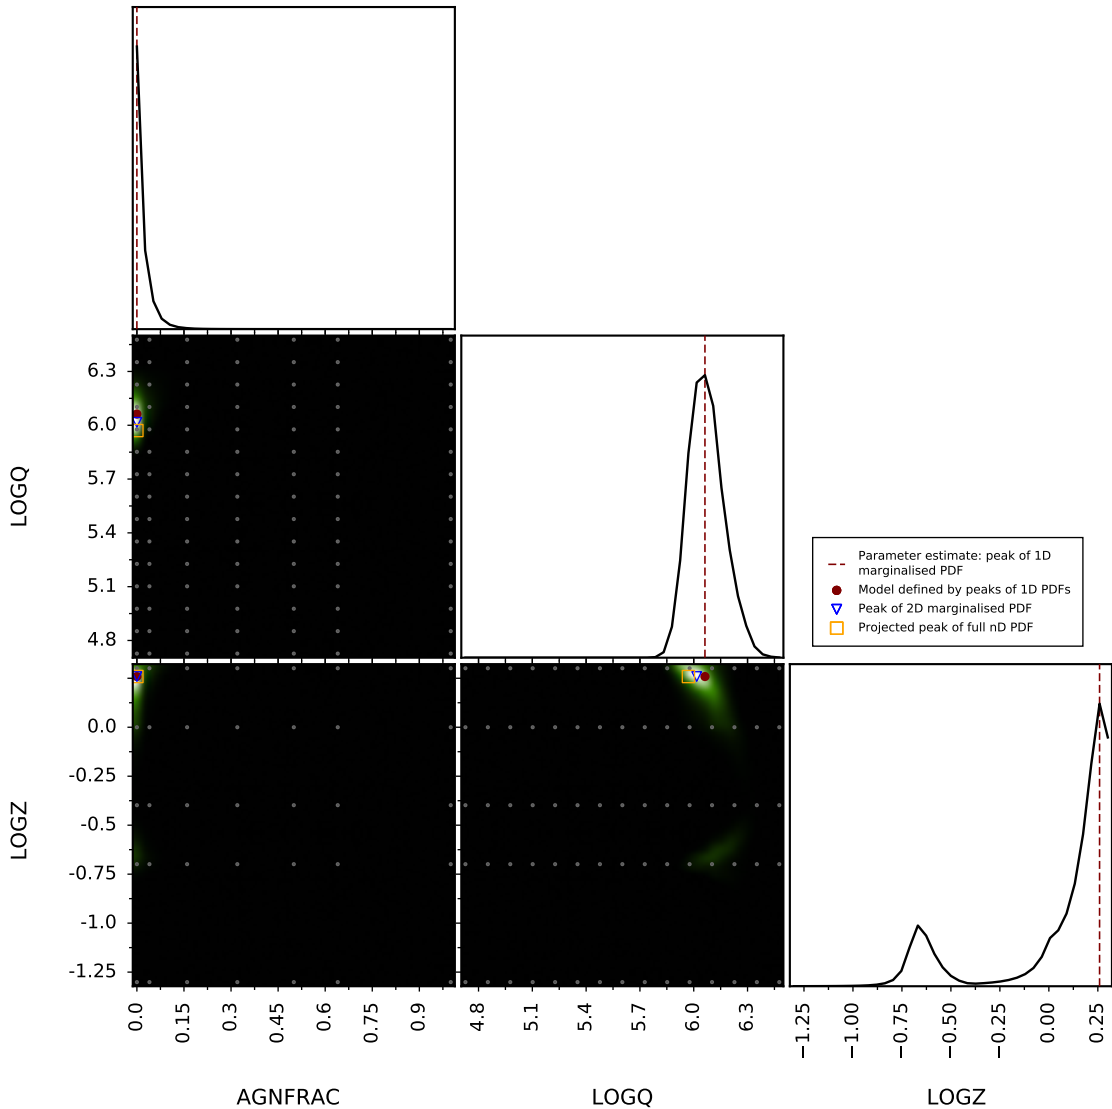 6.3
6.0
5.7
5.4
5.1
4.8
LOGQ
Parameter estimate: peak of 1D
marginalised PDF
Model defined by peaks of 1D PDFs
Peak of 2D marginalised PDF
Projected peak of full nD PDF
0.0
-0.25
-0.5
-0.75
-1.0
-1.25
LOGZ
0.0 0.15 0.3 0.45 0.6 0.75 0.9
4.8 5.1 5.4 5.7 6.0 6.3
−1.25 −1.00 −0.75 −0.50 −0.25 0.00 0.25
AGNFRAC
LOGQ
LOGZ